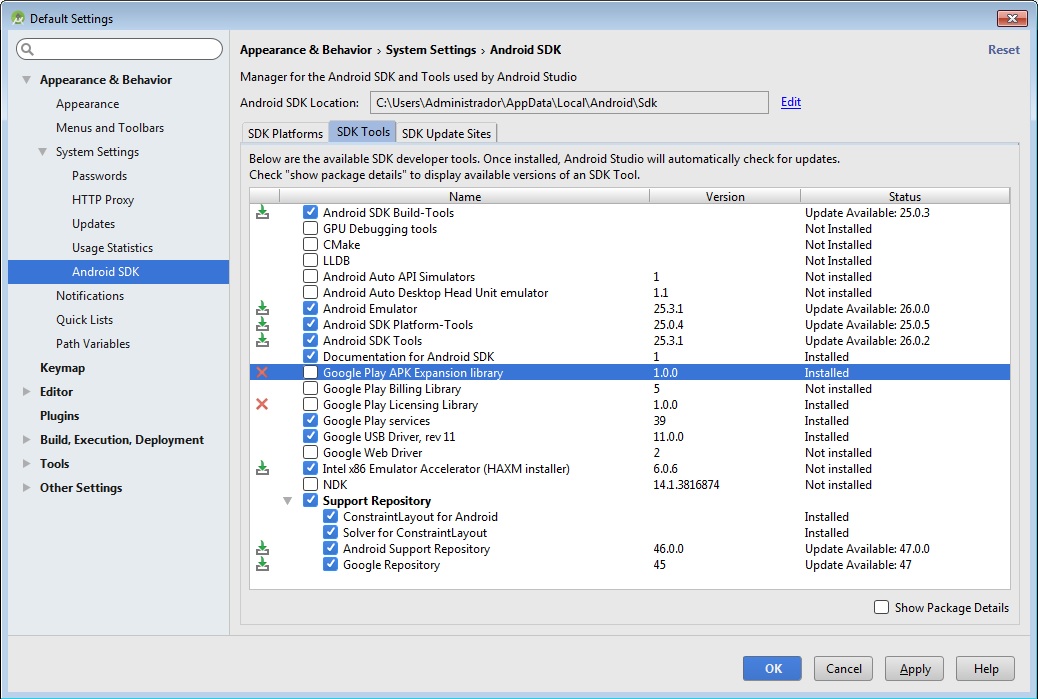 Default Settings
Appearance & Behavior
Appearance
Menus and Toolbars
System Settings
Passwords
HTTP Proxy
Updates
Usage Statistics
Android SDK
Notifications
Quick Lists
Path Variables
Keymap
Editor
Plugins
Build, Execution, Deployment
Tools
Other Settings
Appearance & Behavior › System Settings › Android SDK
Reset
Manager for the Android SDK and Tools used by Android Studio
Android SDK Location: C:\Users\Administrador\AppData\Local\Android\Sdk Edit
SDK Platforms SDK Tools SDK Update Sites
Below are the available SDK developer tools. Once installed, Android Studio will automatically check for updates.
Check "show package details" to display available versions of an SDK Tool.
Name Version Status
Android SDK Build-Tools Update Available: 25.0.3
GPU Debugging tools Not Installed
CMake Not Installed
LLDB Not Installed
Android Auto API Simulators 1 Not installed
Android Auto Desktop Head Unit emulator 1.1 Not installed
Android Emulator 25.3.1 Update Available: 26.0.0
Android SDK Platform-Tools 25.0.4 Update Available: 25.0.5
Android SDK Tools 25.3.1 Update Available: 26.0.2
Documentation for Android SDK 1 Installed
Google Play APK Expansion library 1.0.0 Installed
Google Play Billing Library 5 Not installed
Google Play Licensing Library 1.0.0 Installed
Google Play services 39 Installed
Google USB Driver, rev 11 11.0.0 Installed
Google Web Driver 2 Not installed
Intel x86 Emulator Accelerator (HAXM installer) 6.0.6 Not installed
NDK 14.1.3816874 Not installed
Support Repository
ConstraintLayout for Android Installed
Solver for ConstraintLayout Installed
Android Support Repository 46.0.0 Update Available: 47.0.0
Google Repository 45 Update Available: 47
Show Package Details
OK Cancel Apply Help